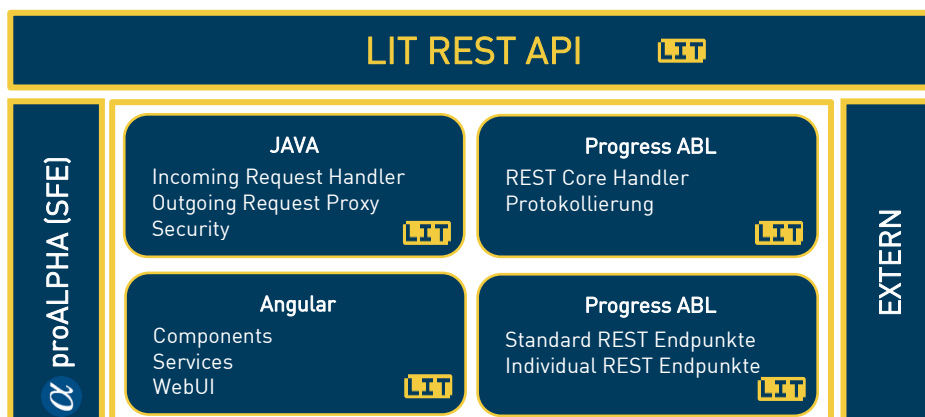 LIT REST API LIT
α proALPHA (SFE)
JAVA
Incoming Request Handler
Outgoing Request Proxy
Security
LIT
Progress ABL
REST Core Handler
Protokollierung
LIT
Angular
Components
Services
WebUI
LIT
Progress ABL
Standard REST Endpunkte
Individual REST Endpunkte
LIT
EXTERN